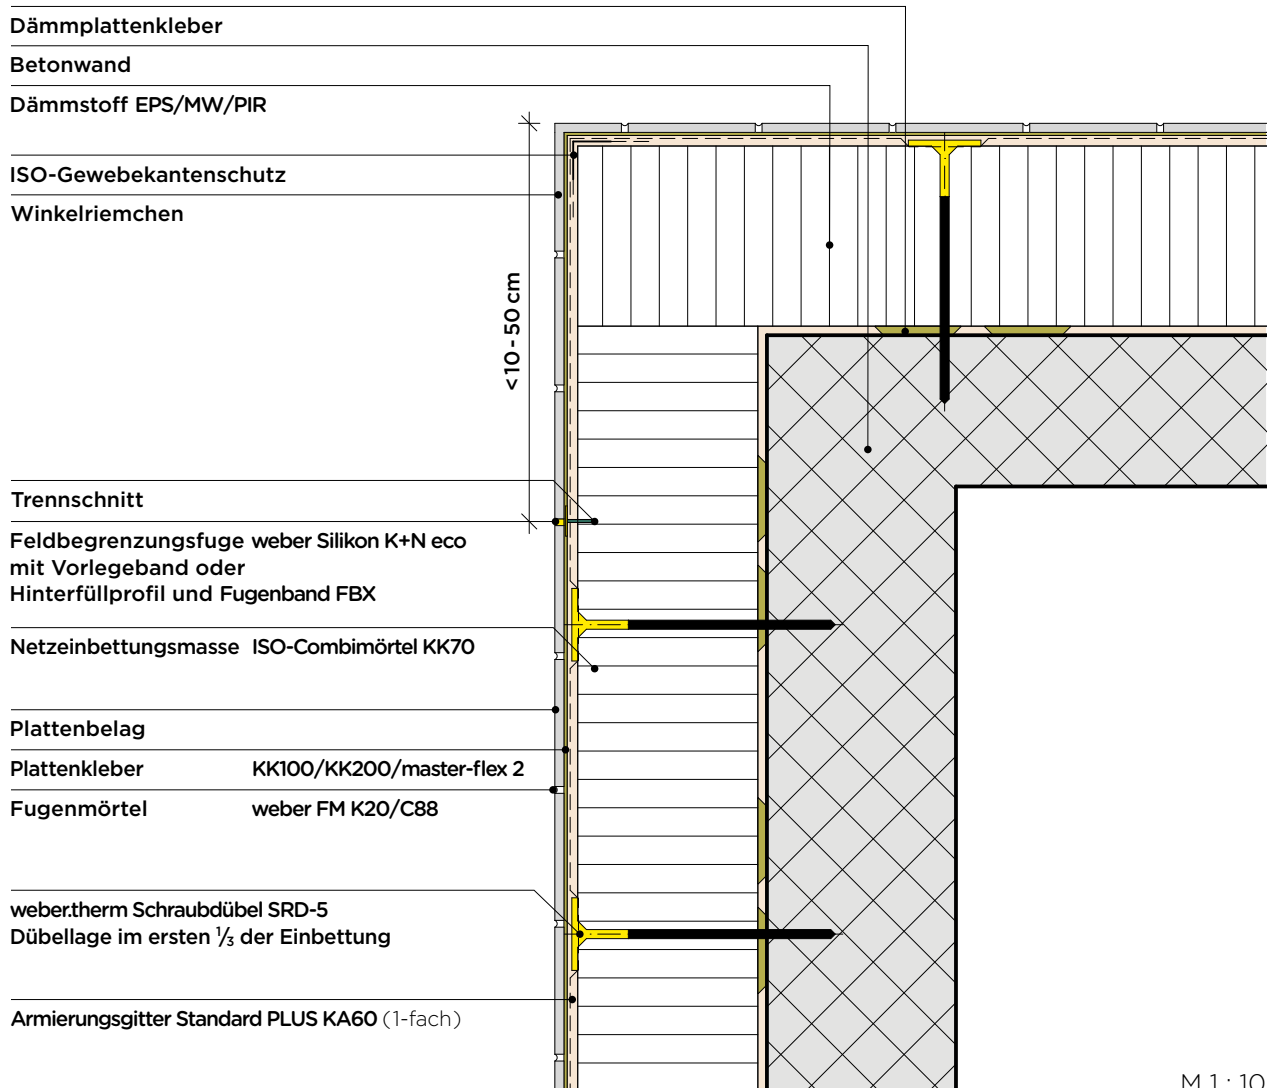 Dämmplattenkleber
Betonwand
Dämmstoff EPS/MW/PIR
ISO-Gewebekantenschutz
Winkelriemchen
<10-50 cm
Trennschnitt
Feldbegrenzungsfuge weber Silikon K+N eco
mit Vorlegeband oder
Hinterfüllprofil und Fugenband FBX
Netzeinbettungsmasse ISO-Combimörtel KK70
Plattenbelag
Plattenkleber KK100/KK200/master-flex 2
Fugenmörtel weber FM K20/C88
weber.therm Schraubdübel SRD-5
Dübellage im ersten 1/3 der Einbettung
Armierungsgitter Standard PLUS KA60 (1-fach)
M 1 : 10